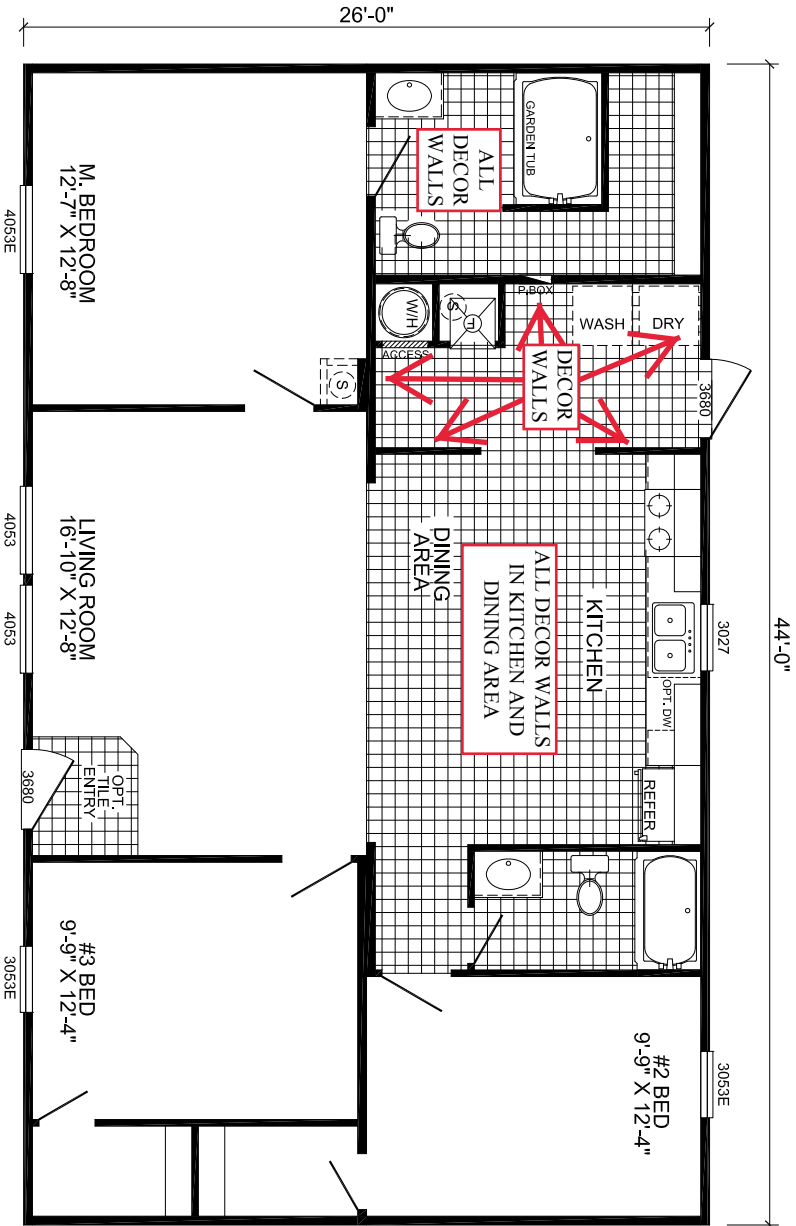 26'-0"
44'-0"
M. BEDROOM
12'-7" X 12'-8"
4053E
GARDEN TUB
ALL
DECOR
WALLS
P.BOX
W/H
S
F
WASH
DRY
ACCESS
DECOR
WALLS
3680
S
LIVING ROOM
16'-10" X 12'-8"
4053
4053
DINING
AREA
ALL DECOR WALLS
IN KITCHEN AND
DINING AREA
KITCHEN
3027
OPT. DW
REFER
OPT.
TILE
ENTRY
3680
#3 BED
9'-9" X 12'-4"
3053E
#2 BED
9'-9" X 12'-4"
3053E